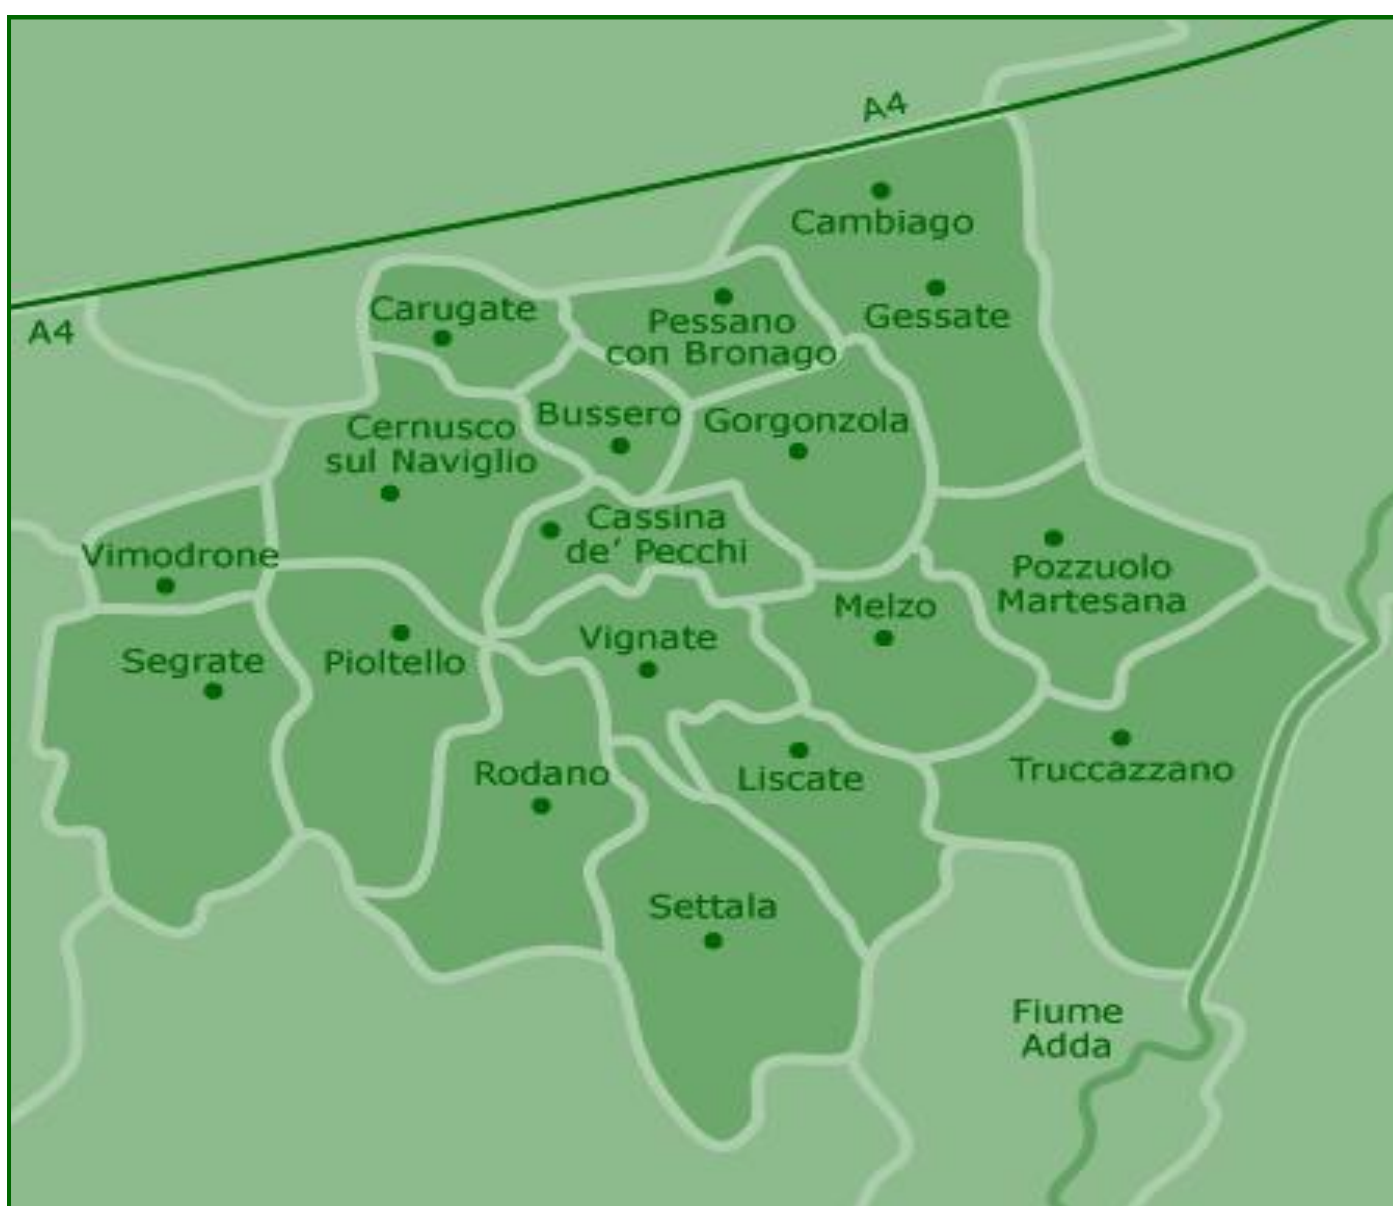 A4
Cambiago
Gessate
Carugate
Pessano
con Bronago
A4
Bussero
Gorgonzola
Cernusco
sul Naviglio
Cassina
de’ Pecchi
Vimodrone
Pozzuolo
Martesana
Melzo
Vignate
Segrate
Pioltello
Rodano
Liscate
Truccazzano
Settala
Fiume
Adda